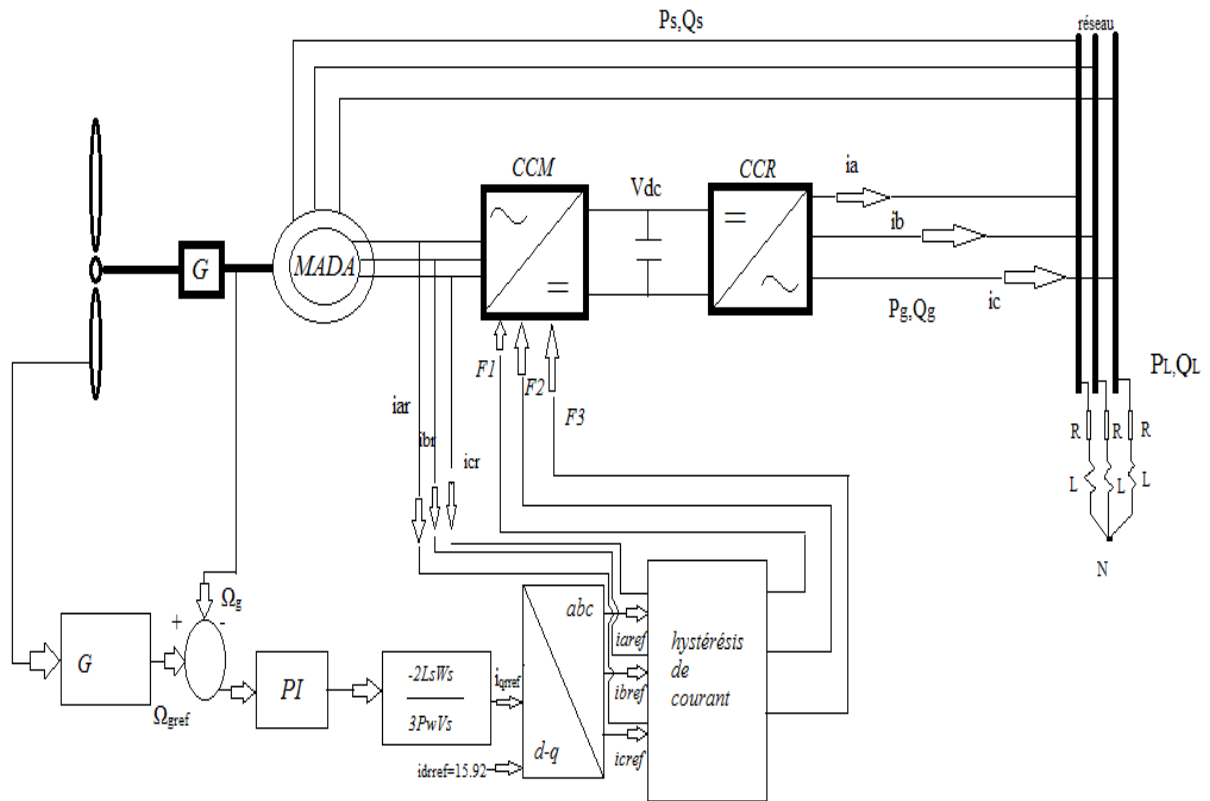 Ps,Qs
réseau
CCM
Vdc
CCR
ia
ib
ic
G
MADA
Pg,Qg
F1
F2
F3
iar
ibr
icr
PL,QL
R
R
R
L
L
L
N
Ωg
+
-
G
Ωgref
PI
-2LsWs
3PwVs
iqrref
idrref=15.92
abc
d-q
iaref
ibref
icref
hystérésis
de
courant